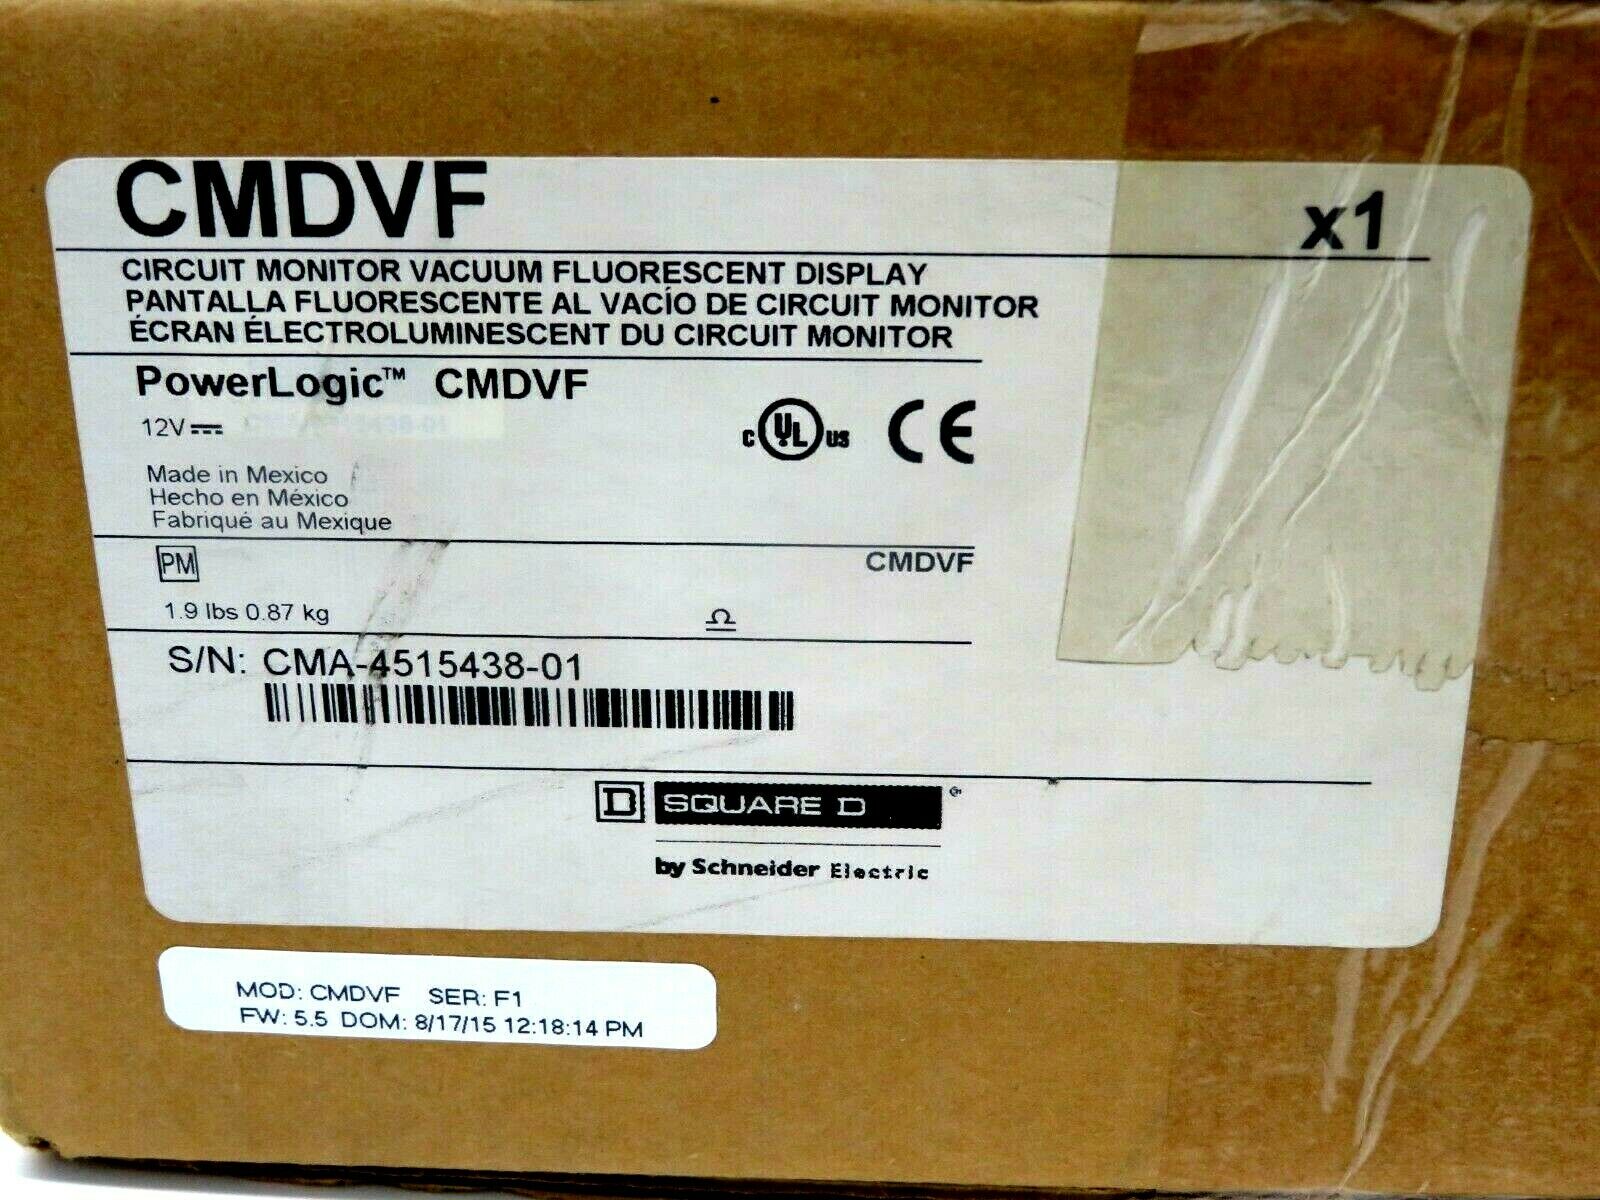 CMDVF x1
CIRCUIT MONITOR VACUUM FLUORESCENT DISPLAY
PANTALLA FLUORESCENTE AL VACÍO DE CIRCUIT MONITOR
ÉCRAN ÉLECTROLUMINESCENT DU CIRCUIT MONITOR
PowerLogic™ CMDVF
12V
C UL US CE
Made in Mexico
Hecho en México
Fabriqué au Mexique
PM CMDVF
1.9 lbs 0.87 kg
S/N: CMA-4515438-01
D SQUARE D ®
by Schneider Electric
MOD: CMDVF SER: F1
FW: 5.5 DOM: 8/17/15 12:18:14 PM